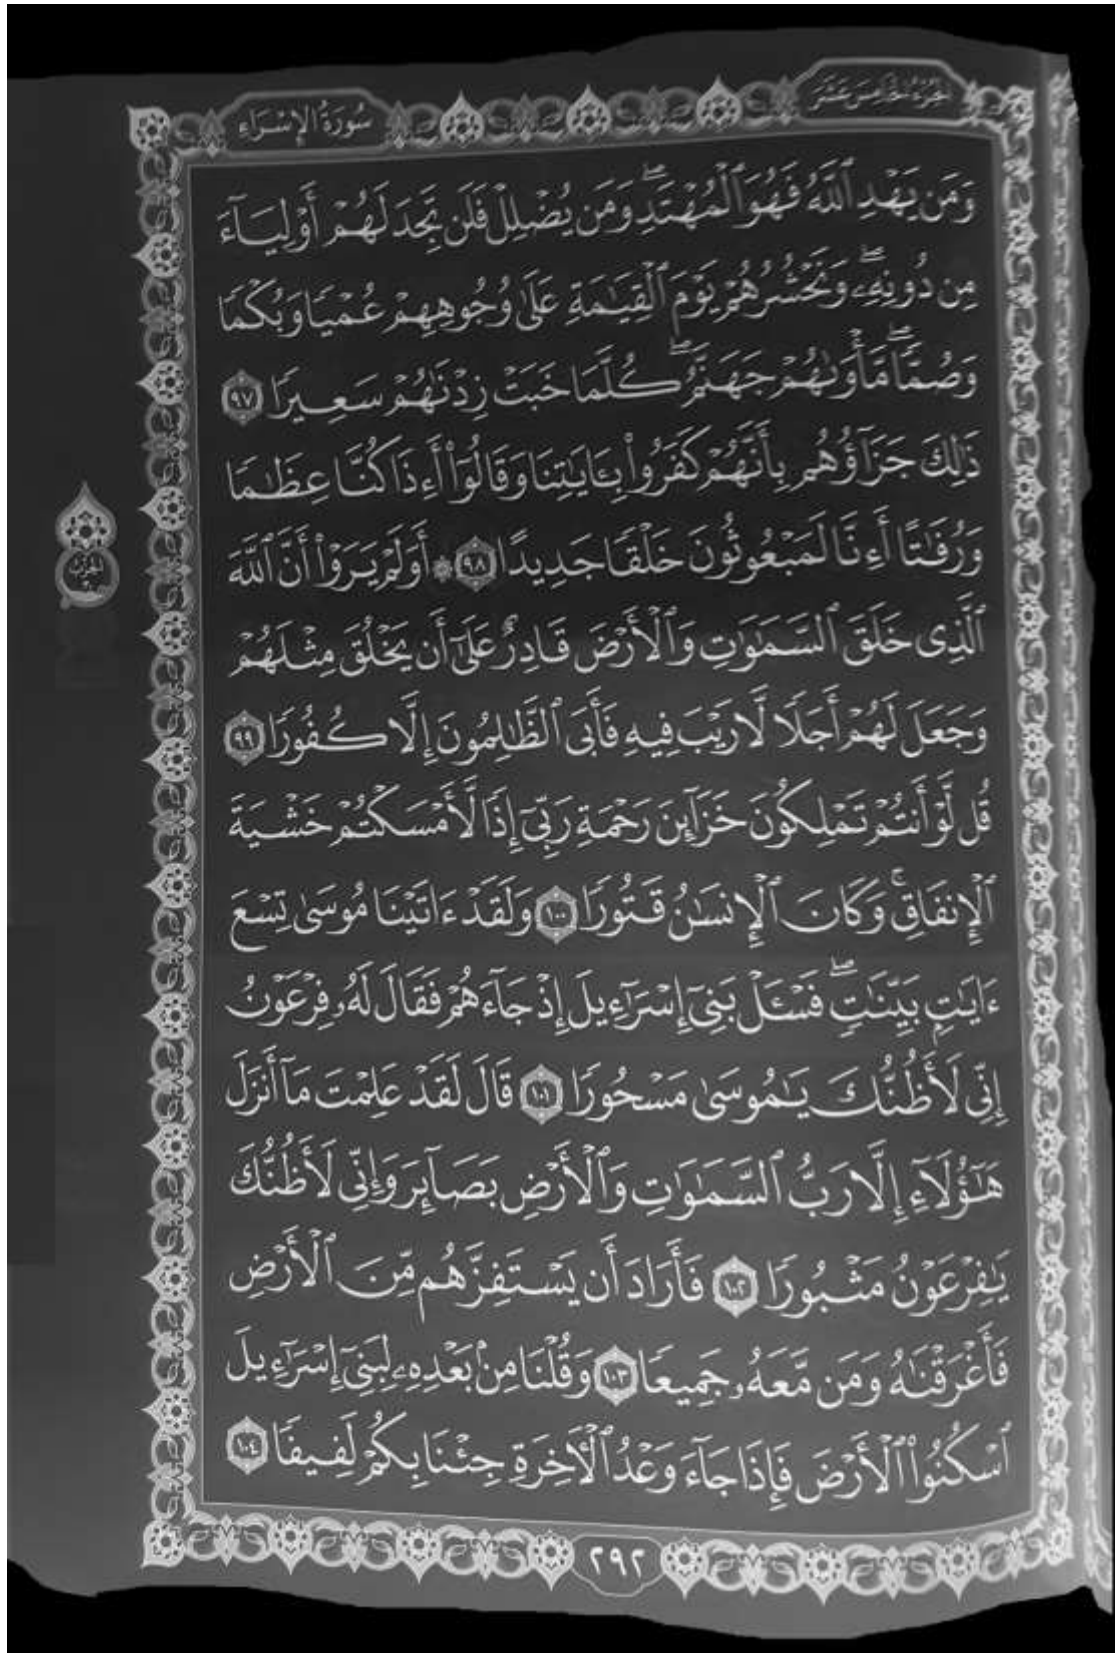 الجزء الخامس عشر
سورة الإسراء
وَمَن يَهْدِ ٱللَّهُ فَهُوَ ٱلْمُهْتَدِۖ وَمَن يُضْلِلْ فَلَن تَجِدَ لَهُمْ أَوْلِيَآءَ
مِن دُونِهِۦۖ وَنَحْشُرُهُمْ يَوْمَ ٱلْقِيَٰمَةِ عَلَىٰ وُجُوهِهِمْ عُمْيًا وَبُكْمًا
وَصُمًّاۖ مَّأْوَىٰهُمْ جَهَنَّمُۖ كُلَّمَا خَبَتْ زِدْنَٰهُمْ سَعِيرًا ٩٧
ذَٰلِكَ جَزَآؤُهُم بِأَنَّهُمْ كَفَرُوا۟ بِـَٔايَٰتِنَا وَقَالُوٓا۟ أَءِذَا كُنَّا عِظَٰمًا
وَرُفَٰتًا أَءِنَّا لَمَبْعُوثُونَ خَلْقًا جَدِيدًا ٩٨ ۞ أَوَلَمْ يَرَوْا۟ أَنَّ ٱللَّهَ
ٱلَّذِى خَلَقَ ٱلسَّمَٰوَٰتِ وَٱلْأَرْضَ قَادِرٌ عَلَىٰٓ أَن يَخْلُقَ مِثْلَهُمْ
وَجَعَلَ لَهُمْ أَجَلًا لَّا رَيْبَ فِيهِ فَأَبَى ٱلظَّٰلِمُونَ إِلَّا كُفُورًا ٩٩
قُل لَّوْ أَنتُمْ تَمْلِكُونَ خَزَآئِنَ رَحْمَةِ رَبِّىٓ إِذًا لَّأَمْسَكْتُمْ خَشْيَةَ
ٱلْإِنفَاقِۚ وَكَانَ ٱلْإِنسَٰنُ قَتُورًا ١٠٠ وَلَقَدْ ءَاتَيْنَا مُوسَىٰ تِسْعَ
ءَايَٰتٍۭ بَيِّنَٰتٍۖ فَسْـَٔلْ بَنِىٓ إِسْرَٰٓءِيلَ إِذْ جَآءَهُمْ فَقَالَ لَهُۥ فِرْعَوْنُ
إِنِّى لَأَظُنُّكَ يَٰمُوسَىٰ مَسْحُورًا ١٠١ قَالَ لَقَدْ عَلِمْتَ مَآ أَنزَلَ
هَٰٓؤُلَآءِ إِلَّا رَبُّ ٱلسَّمَٰوَٰتِ وَٱلْأَرْضِ بَصَآئِرَ وَإِنِّى لَأَظُنُّكَ
يَٰفِرْعَوْنُ مَثْبُورًا ١٠٢ فَأَرَادَ أَن يَسْتَفِزَّهُم مِّنَ ٱلْأَرْضِ
فَأَغْرَقْنَٰهُ وَمَن مَّعَهُۥ جَمِيعًا ١٠٣ وَقُلْنَا مِنۢ بَعْدِهِۦ لِبَنِىٓ إِسْرَٰٓءِيلَ
ٱسْكُنُوا۟ ٱلْأَرْضَ فَإِذَا جَآءَ وَعْدُ ٱلْـَٔاخِرَةِ جِئْنَا بِكُمْ لَفِيفًا ١٠٤
الحزب
٢٩٢